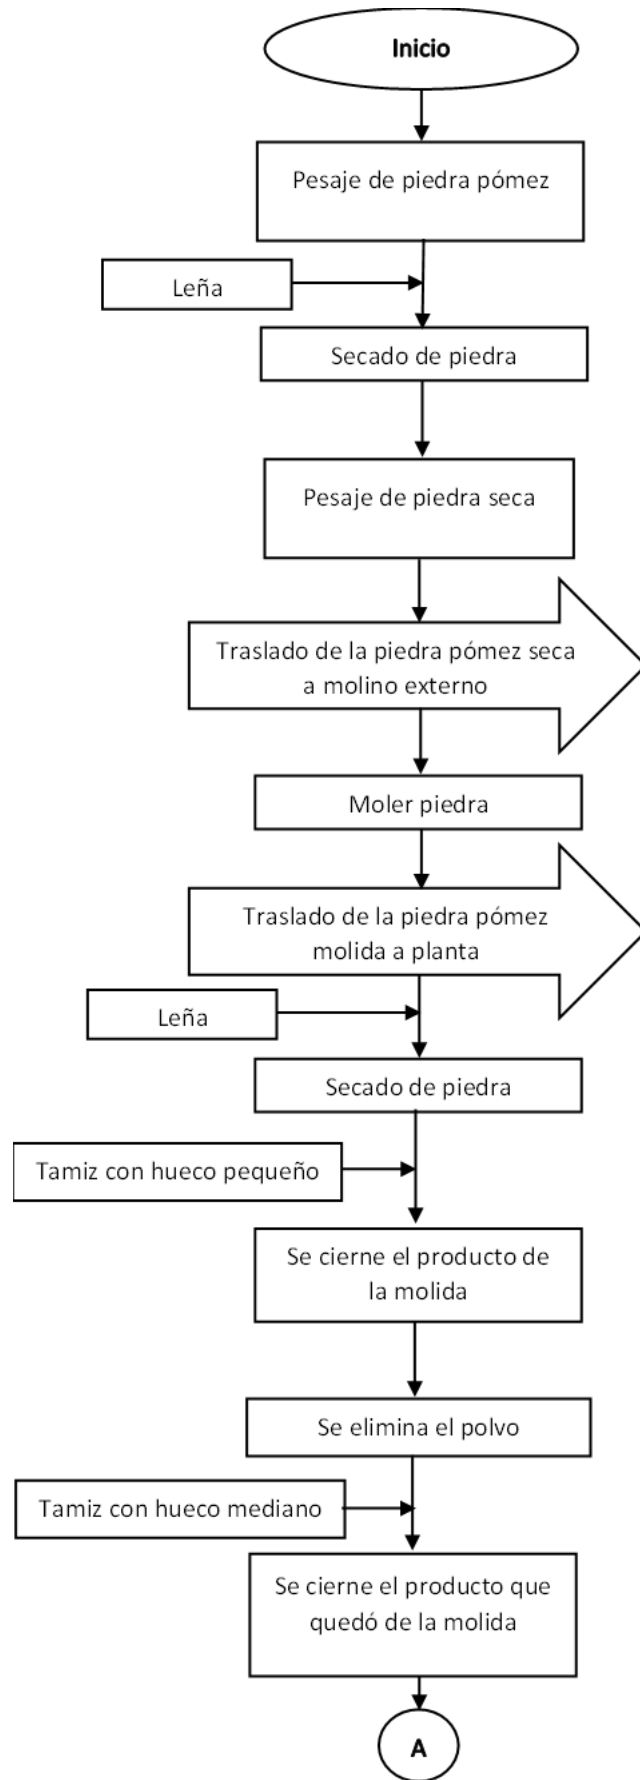 Inicio
Pesaje de piedra pómez
Leña
Secado de piedra
Pesaje de piedra seca
Traslado de la piedra pómez seca
a molino externo
Moler piedra
Traslado de la piedra pómez
molida a planta
Leña
Secado de piedra
Tamiz con hueco pequeño
Se cierne el producto de
la molida
Se elimina el polvo
Tamiz con hueco mediano
Se cierne el producto que
quedó de la molida
A